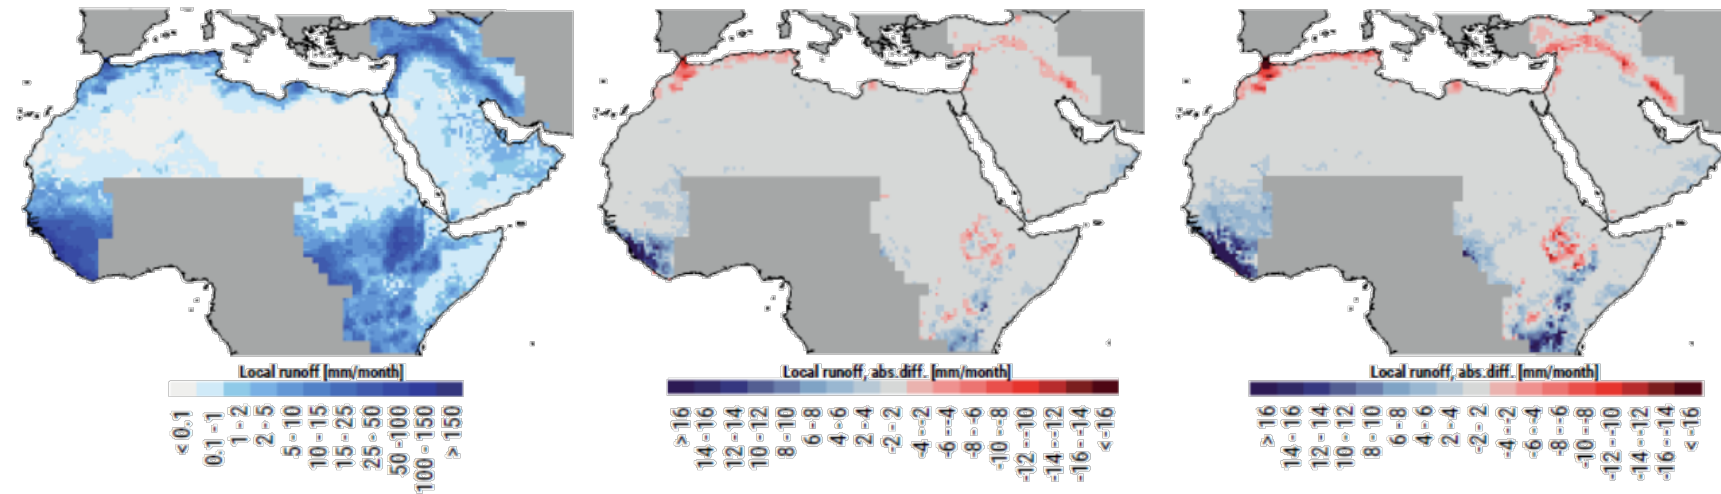 Local runoff [mm/month]
< 0.1
0.1 - 1
1 - 2
2 - 5
5 - 10
10 - 15
15 - 25
25 - 50
50 - 100
100 - 150
> 150
Local runoff, abs.diff. [mm/month]
> 16
14 - 16
12 - 14
10 - 12
8 - 10
6 - 8
4 - 6
2 - 4
-2 - 2
-4 - -2
-6 - -4
-8 - -6
-10 - -8
-12 - -10
-14 - -12
-16 - -14
< -16
Local runoff, abs.diff. [mm/month]
> 16
14 - 16
12 - 14
10 - 12
8 - 10
6 - 8
4 - 6
2 - 4
-2 - 2
-4 - -2
-6 - -4
-8 - -6
-10 - -8
-12 - -10
-14 - -12
-16 - -14
< -16